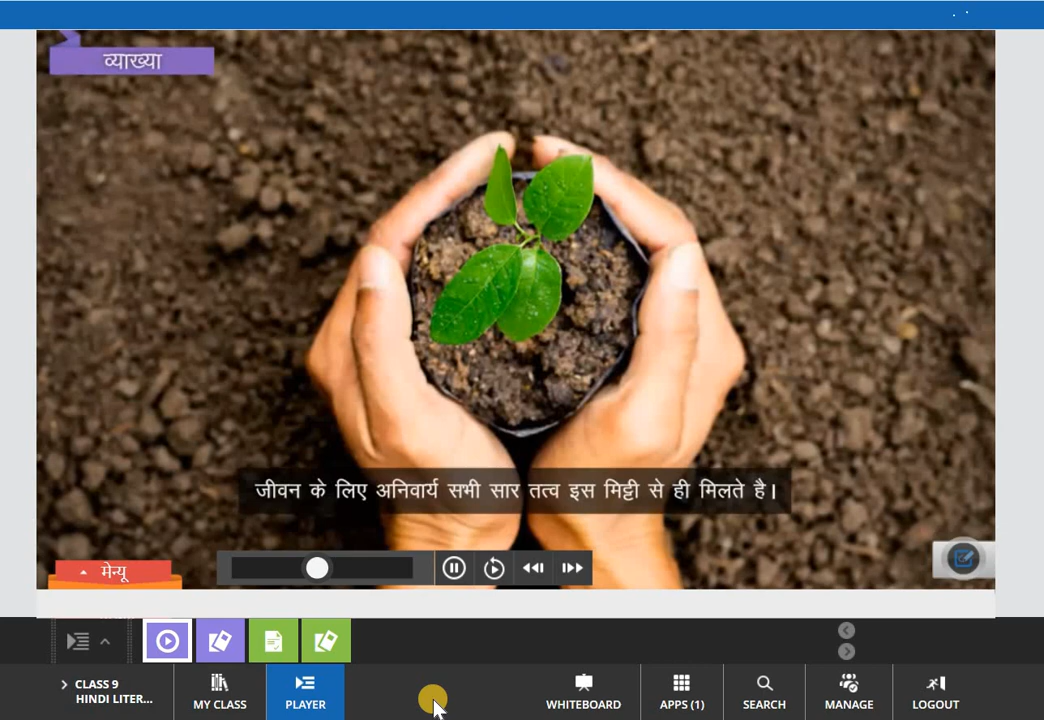 व्याख्या
जीवन के लिए अनिवार्य सभी सार तत्व इस मिट्टी से ही मिलते है।
मेन्यू
CLASS 9
HINDI LITER...
MY CLASS
PLAYER
WHITEBOARD
APPS (1)
SEARCH
MANAGE
LOGOUT